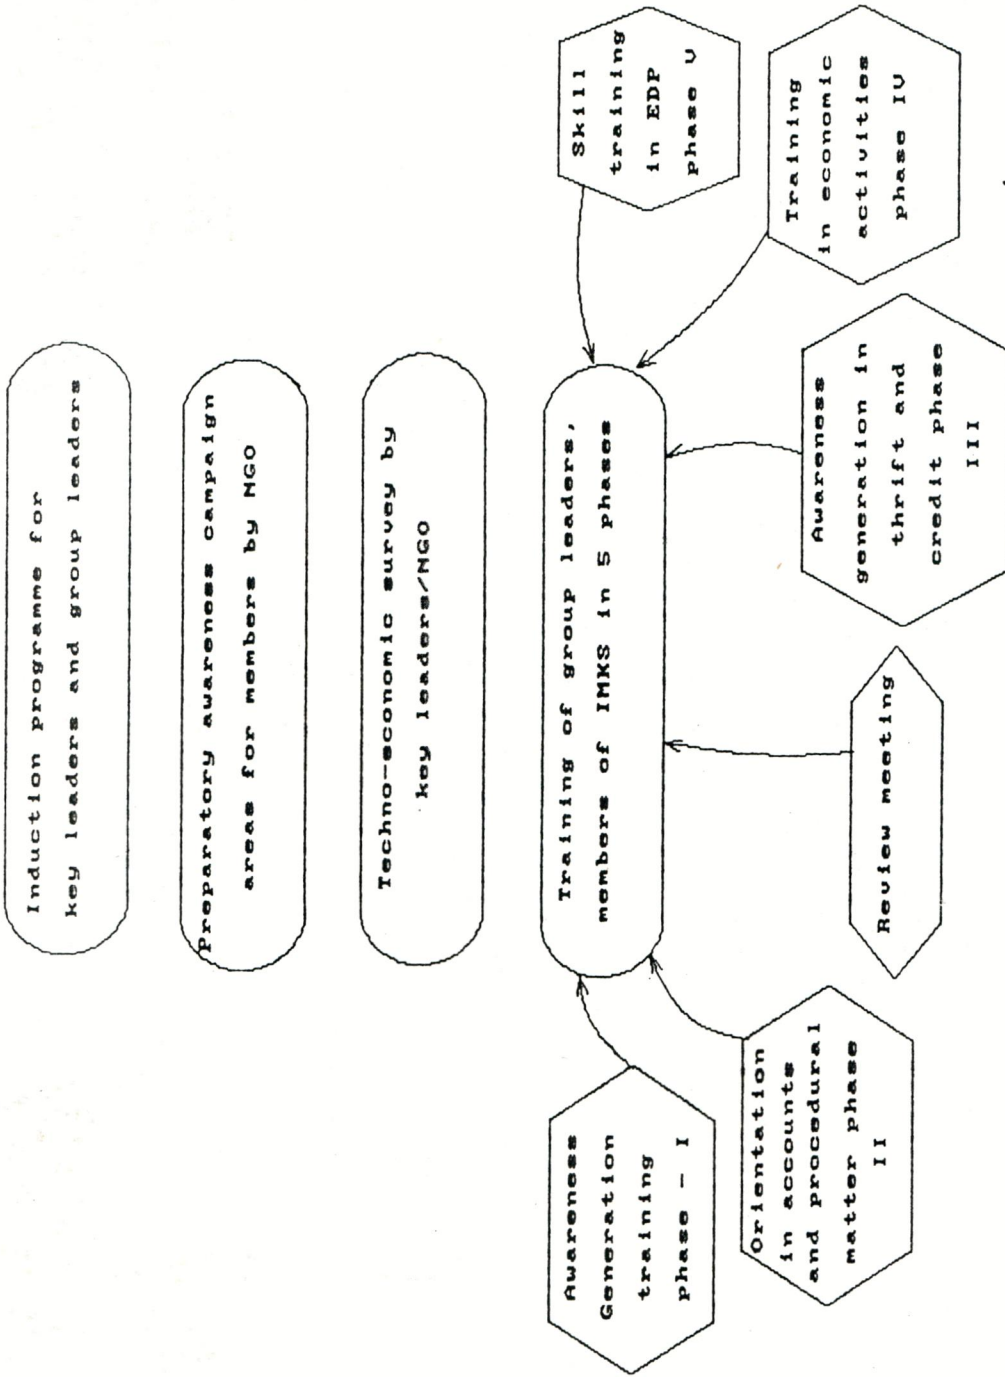 Induction programme for
key leaders and group leaders
Preparatory awareness campaign
areas for members by NGO
Techno-economic survey by
key leaders/NGO
Training of group leaders,
members of IMKS in 5 phases
Awareness
Generation
training
phase - I
Orientation
in accounts
and procedural
matter phase
II
Review meeting
Awareness
generation in
thrift and
credit phase
III
Training
in economic
activities
phase IV
Skill
training
in EDP
phase V